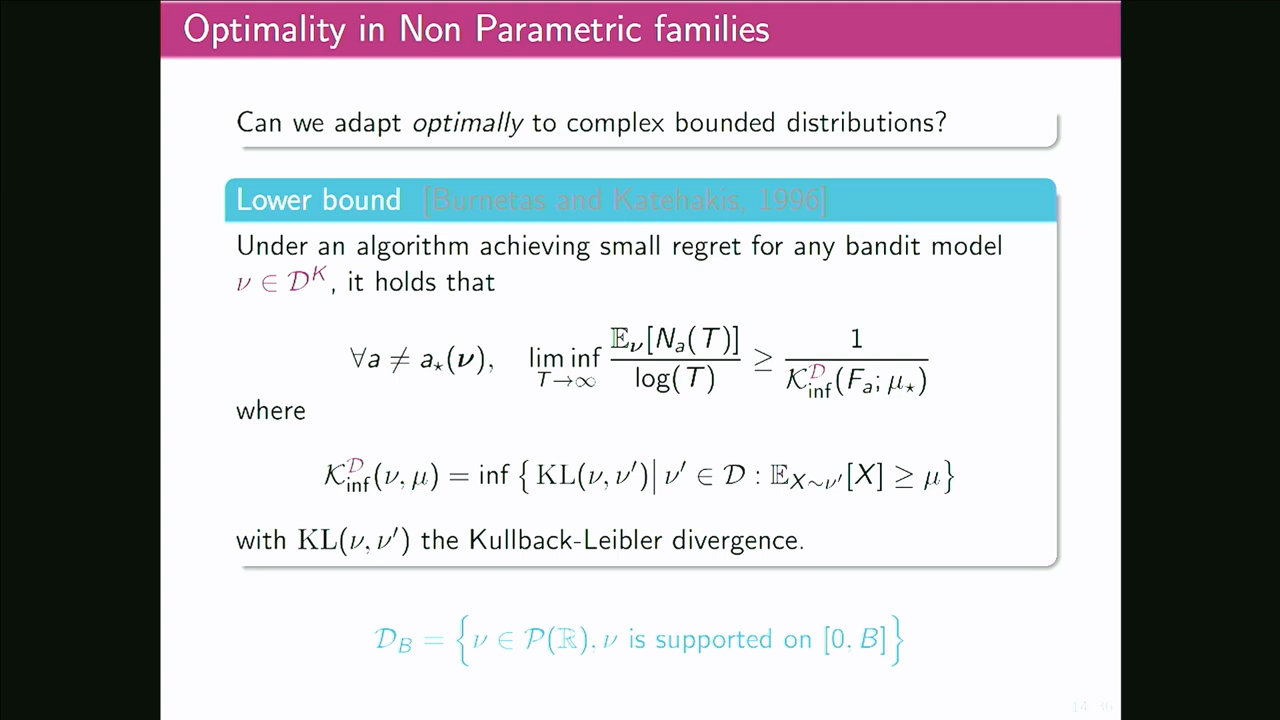 Optimality in Non Parametric families
Can we adapt optimally to complex bounded distributions?
Lower bound [Burnetas and Katehakis, 1996]
Under an algorithm achieving small regret for any bandit model
ν ∈ 𝒟^K, it holds that
∀a ≠ a⋆(ν), lim inf_{T→∞} 𝔼_ν[N_a(T)] / log(T) ≥ 1 / 𝒦_inf^𝒟(F_a; μ⋆)
where
𝒦_inf^𝒟(ν, μ) = inf { KL(ν, ν′) | ν′ ∈ 𝒟 : 𝔼_{X∼ν′}[X] ≥ μ }
with KL(ν, ν′) the Kullback-Leibler divergence.
𝒟_B = { ν ∈ 𝒫(ℝ), ν is supported on [0, B] }
14/36